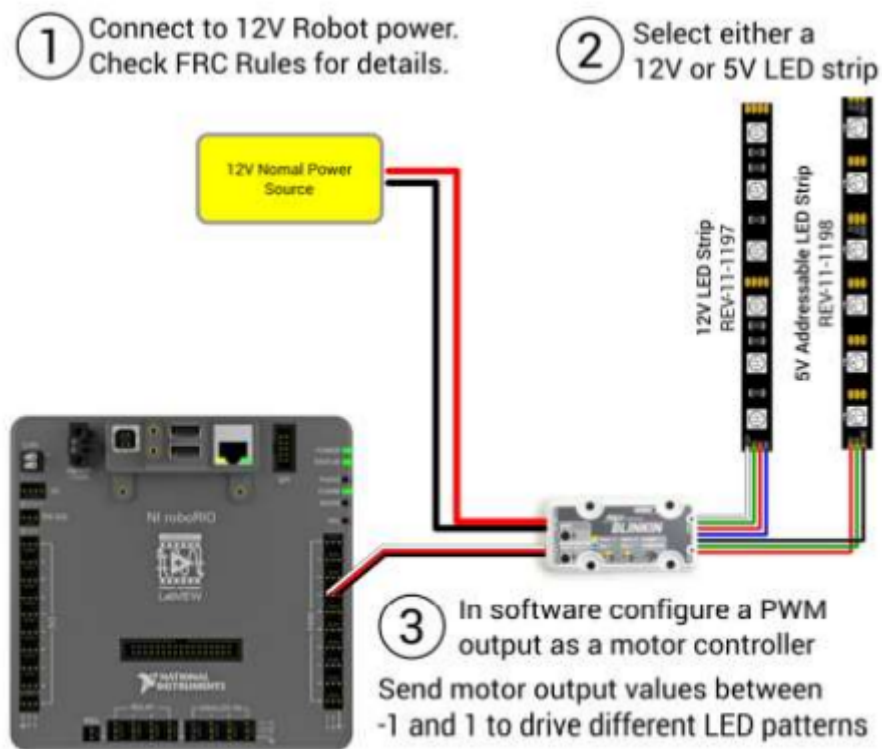 1
Connect to 12V Robot power.
Check FRC Rules for details.
2
Select either a
12V or 5V LED strip
12V Nomal Power
Source
12V LED Strip
REV-11-1197
5V Addressable LED Strip
REV-11-1198
NI roboRIO
LabVIEW
NATIONAL
INSTRUMENTS
BLINKIN
3
In software configure a PWM
output as a motor controller
Send motor output values between
-1 and 1 to drive different LED patterns